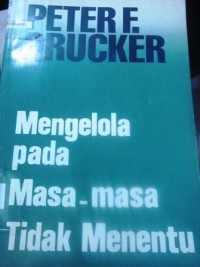 PETER F.
DRUCKER
Mengelola
pada
Masa-masa
Tidak Menentu